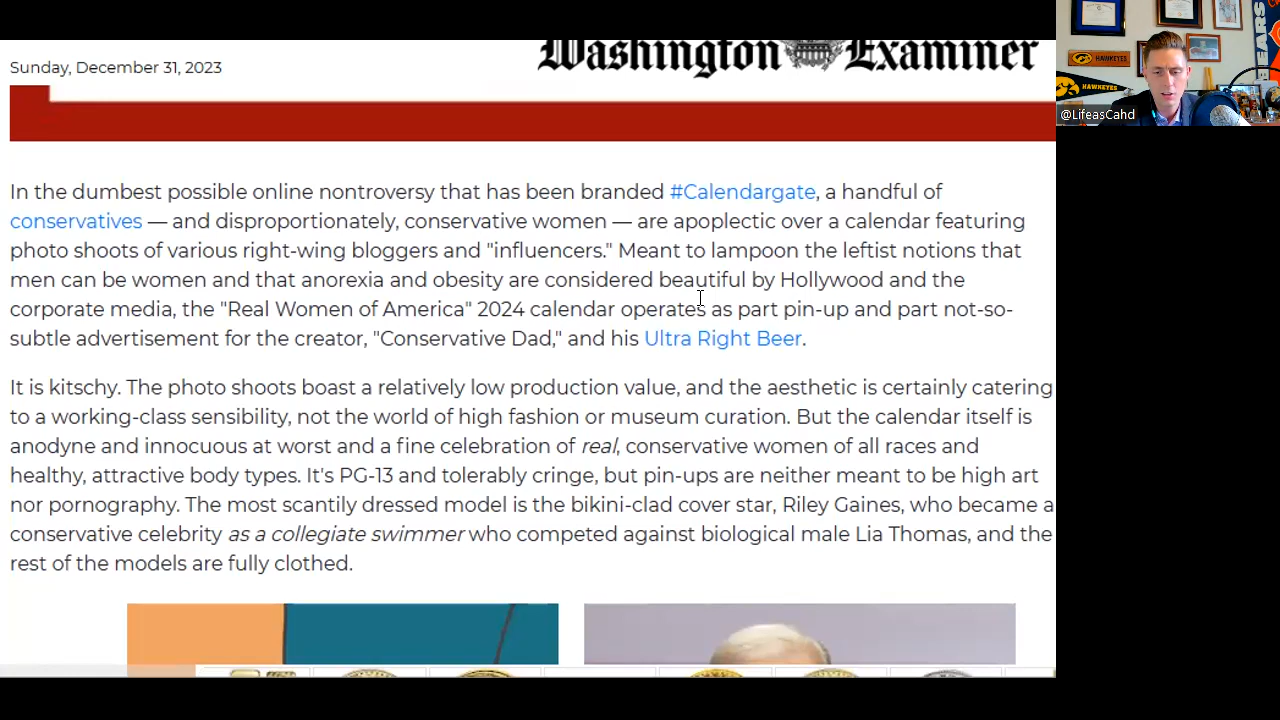 Sunday, December 31, 2023
Washington Examiner
@LifeasCahd
HAWKEYES
HAWKEYES
BEARS
In the dumbest possible online nontroversy that has been branded #Calendargate, a handful of
conservatives — and disproportionately, conservative women — are apoplectic over a calendar featuring
photo shoots of various right-wing bloggers and "influencers." Meant to lampoon the leftist notions that
men can be women and that anorexia and obesity are considered beautiful by Hollywood and the
corporate media, the "Real Women of America" 2024 calendar operates as part pin-up and part not-so-
subtle advertisement for the creator, "Conservative Dad," and his Ultra Right Beer.
It is kitschy. The photo shoots boast a relatively low production value, and the aesthetic is certainly catering
to a working-class sensibility, not the world of high fashion or museum curation. But the calendar itself is
anodyne and innocuous at worst and a fine celebration of real, conservative women of all races and
healthy, attractive body types. It's PG-13 and tolerably cringe, but pin-ups are neither meant to be high art
nor pornography. The most scantily dressed model is the bikini-clad cover star, Riley Gaines, who became a
conservative celebrity as a collegiate swimmer who competed against biological male Lia Thomas, and the
rest of the models are fully clothed.